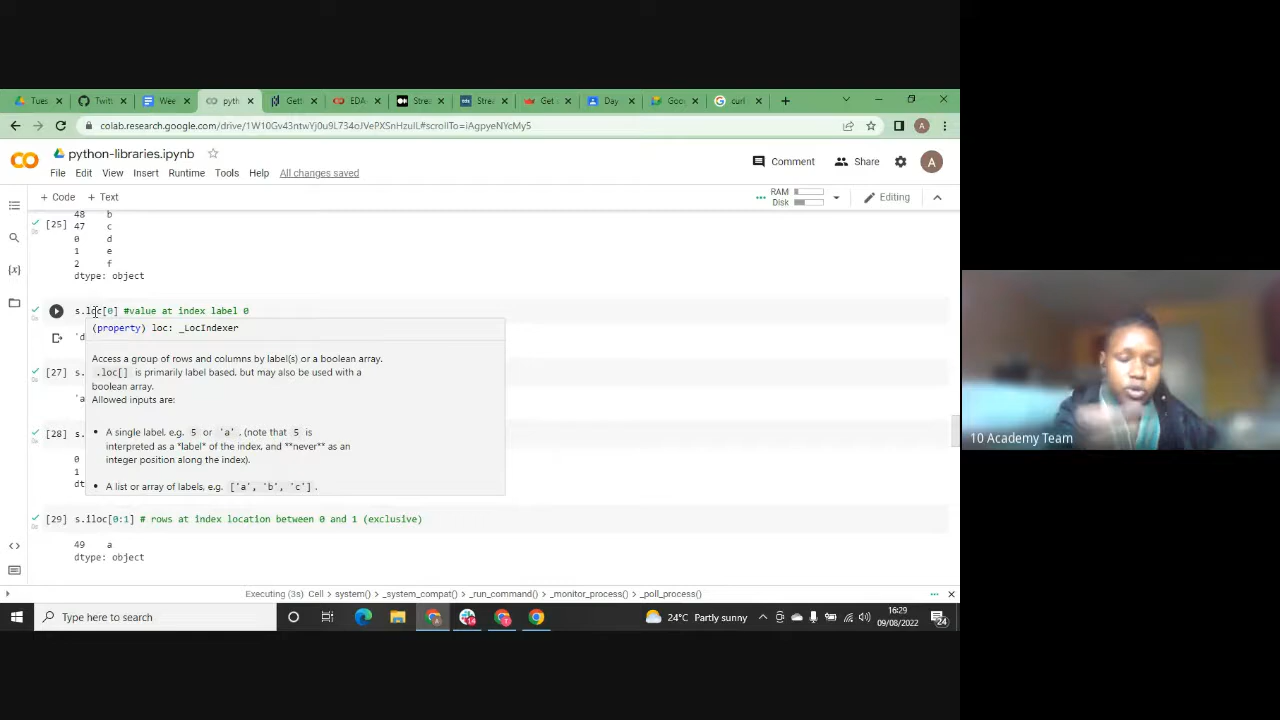 Tues
Twitt
Wee
pyth
Gett
EDA
Strea
Strea
Get
Day
Goo
curl
colab.research.google.com/drive/1W10Gv43ntwYj0u9L734oJVePXSnHzulL#scrollTo=iAgpyeNYcMy5
python-libraries.ipynb
Comment
Share
A
File Edit View Insert Runtime Tools Help All changes saved
+ Code + Text
RAM
Disk
Editing
48 b
[25] 47 c
0 d
1 e
2 f
dtype: object
s.loc[0] #value at index label 0
(property) loc: _LocIndexer
'd
Access a group of rows and columns by label(s) or a boolean array.
.loc[] is primarily label based, but may also be used with a
boolean array.
Allowed inputs are:
[27] s.
'a
A single label, e.g. 5 or 'a', (note that 5 is
interpreted as a *label* of the index, and **never** as an
integer position along the index).
A list or array of labels, e.g. ['a', 'b', 'c'].
[28] s.
0
1
dt
[29] s.iloc[0:1] # rows at index location between 0 and 1 (exclusive)
49 a
dtype: object
Executing (3s) Cell > system() > _system_compat() > _run_command() > _monitor_process() > _poll_process()
Type here to search
24°C Partly sunny
16:29
09/08/2022
24
10 Academy Team